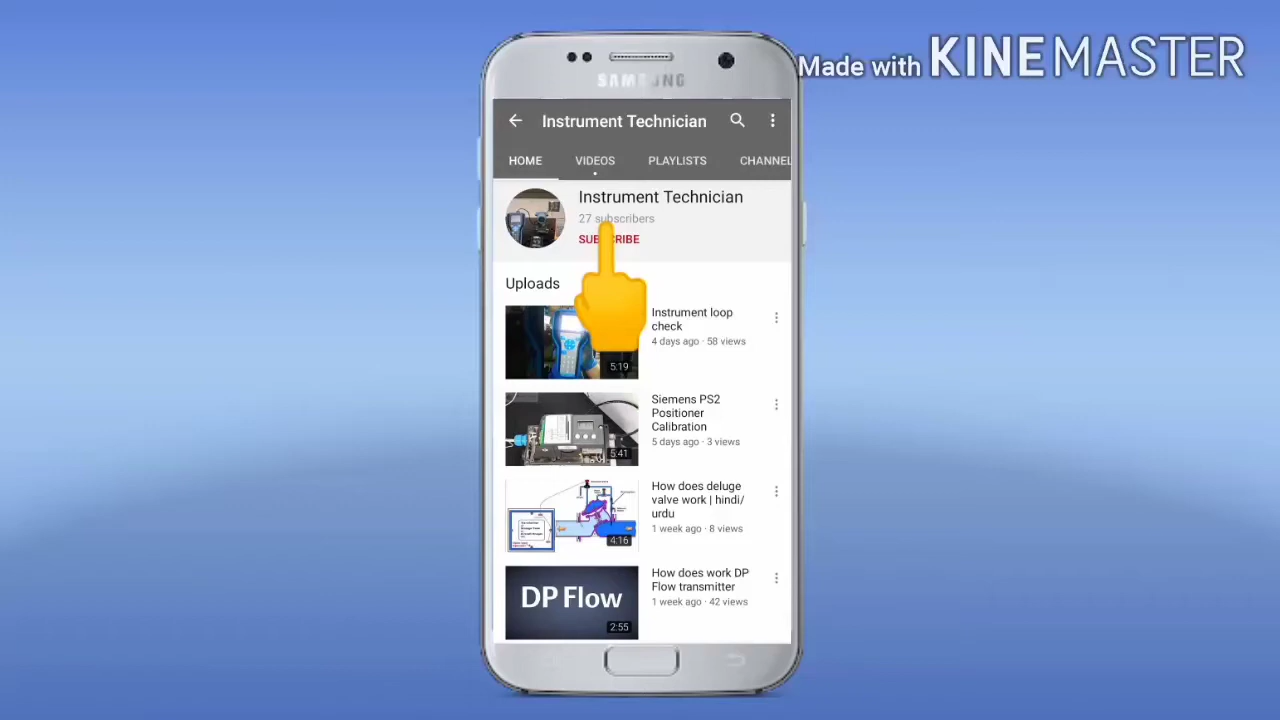 Made with KINEMASTER
SAMSUNG
Instrument Technician
HOME VIDEOS PLAYLISTS CHANNEL
Instrument Technician
27 subscribers
SUBSCRIBE
Uploads
5:19
Instrument loop
check
4 days ago · 58 views
5:41
Siemens PS2
Positioner
Calibration
5 days ago · 3 views
4:16
How does deluge
valve work | hindi/
urdu
1 week ago · 8 views
DP Flow
2:55
How does work DP
Flow transmitter
1 week ago · 42 views